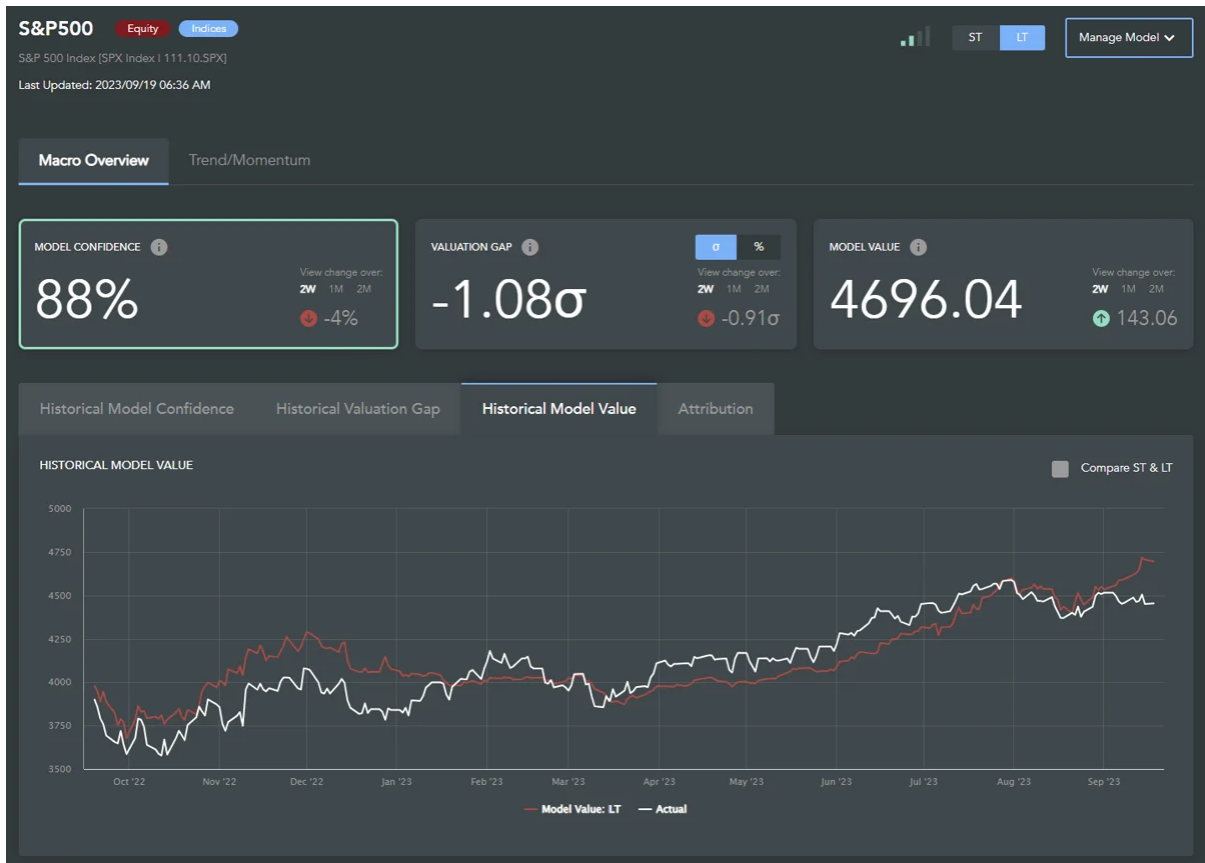 S&P500 Equity Indices
ST LT Manage Model
S&P 500 Index [SPX Index | 111.10.SPX]
Last Updated: 2023/09/19 06:36 AM
Macro Overview Trend/Momentum
MODEL CONFIDENCE i
88%
View change over:
2W 1M 2M
-4%
VALUATION GAP i
σ %
-1.08σ
View change over:
2W 1M 2M
-0.91σ
MODEL VALUE i
4696.04
View change over:
2W 1M 2M
143.06
Historical Model Confidence Historical Valuation Gap Historical Model Value Attribution
HISTORICAL MODEL VALUE
Compare ST & LT
5000
4750
4500
4250
4000
3750
3500
Oct '22 Nov '22 Dec '22 Jan '23 Feb '23 Mar '23 Apr '23 May '23 Jun '23 Jul '23 Aug '23 Sep '23
Model Value: LT Actual